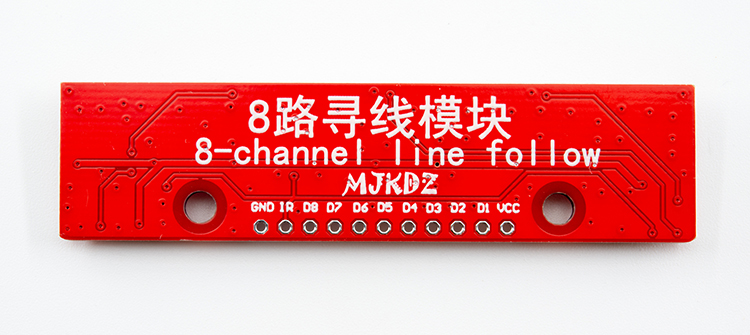 8路寻线模块
8-channel line follow
MJKDZ
GND IR D8 D7 D6 D5 D4 D3 D2 D1 VCC